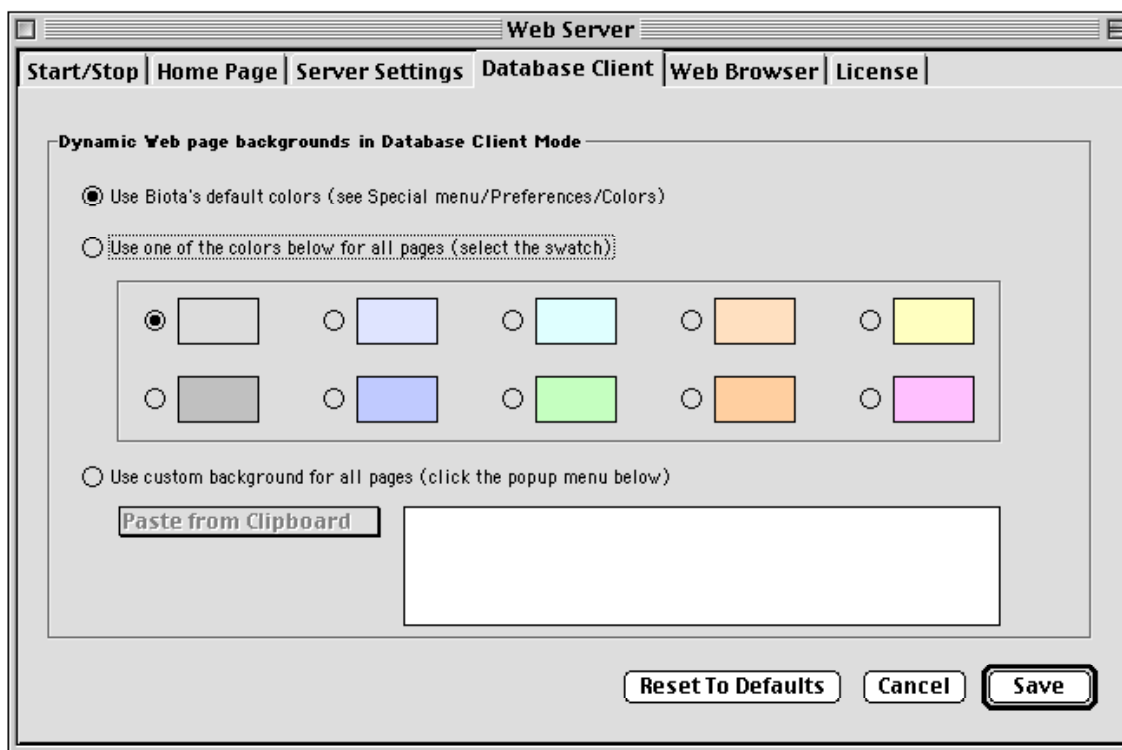 Web Server
Start/Stop Home Page Server Settings Database Client Web Browser License
Dynamic Web page backgrounds in Database Client Mode
Use Biota's default colors (see Special menu/Preferences/Colors)
Use one of the colors below for all pages (select the swatch)
Use custom background for all pages (click the popup menu below)
Paste from Clipboard
Reset To Defaults Cancel Save